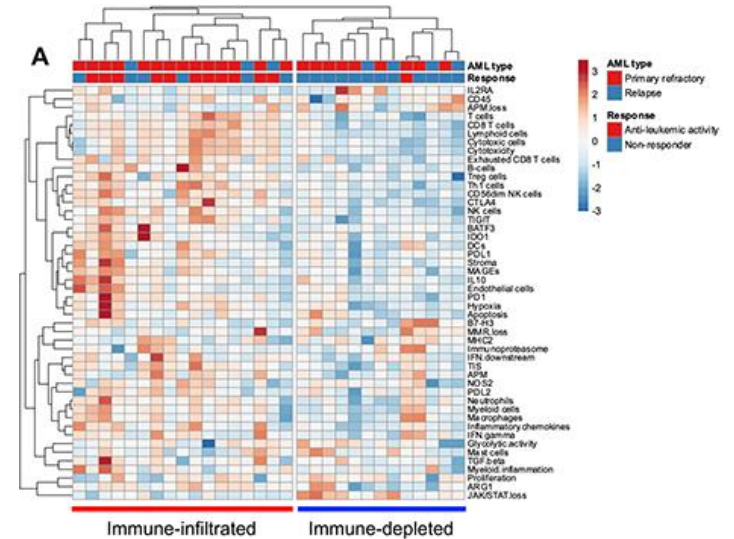 A
AML type
Response
IL2RA
CD45
APM.loss
T cells
CD8 T cells
Lymphoid cells
Cytotoxic cells
Cytotoxicity
Exhausted CD8 T cells
B-cells
Treg cells
Th1 cells
CD56dim NK cells
CTLA4
NK cells
TIGIT
BATF3
IDO1
DCs
PDL1
Stroma
MAGEs
IL10
Endothelial cells
PD1
Hypoxia
Apoptosis
B7-H3
MMR.loss
MHC2
Immunoproteasome
IFN.downstream
TIS
APM
NOS2
PDL2
Neutrophils
Myeloid cells
Macrophages
Inflammatory.chemokines
IFN.gamma
Glycolytic.activity
Mast cells
TGF.beta
Myeloid.inflammation
Proliferation
ARG1
JAK/STAT.loss
3
2
1
0
-1
-2
-3
AML type
Primary refractory
Relapse
Response
Anti-leukemic activity
Non-responder
Immune-infiltrated
Immune-depleted